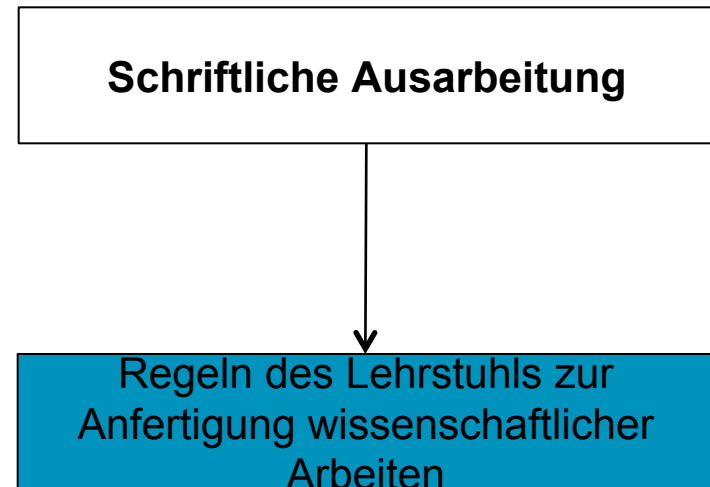 Schriftliche Ausarbeitung
Regeln des Lehrstuhls zur
Anfertigung wissenschaftlicher
Arbeiten